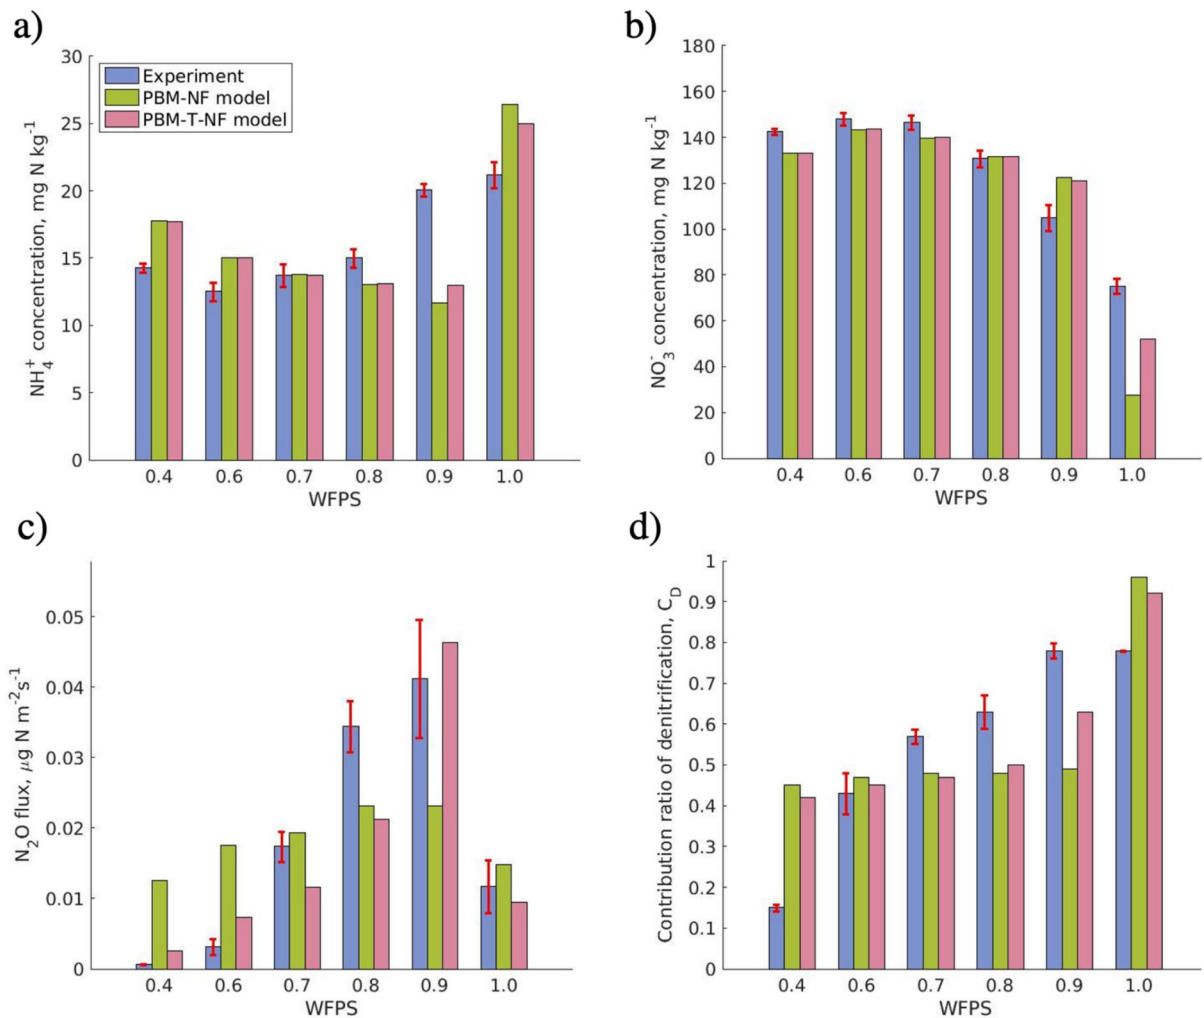 a)
30
25
20
15
10
5
0
NH4+ concentration, mg N kg-1
Experiment
PBM-NF model
PBM-T-NF model
0.4 0.6 0.7 0.8 0.9 1.0
WFPS
b)
180
160
140
120
100
80
60
40
20
0
NO3- concentration, mg N kg-1
0.4 0.6 0.7 0.8 0.9 1.0
WFPS
c)
0.05
0.04
0.03
0.02
0.01
0
N2O flux, μg N m-2s-1
0.4 0.6 0.7 0.8 0.9 1.0
WFPS
d)
1
0.9
0.8
0.7
0.6
0.5
0.4
0.3
0.2
0.1
0
Contribution ratio of denitrification, CD
0.4 0.6 0.7 0.8 0.9 1.0
WFPS